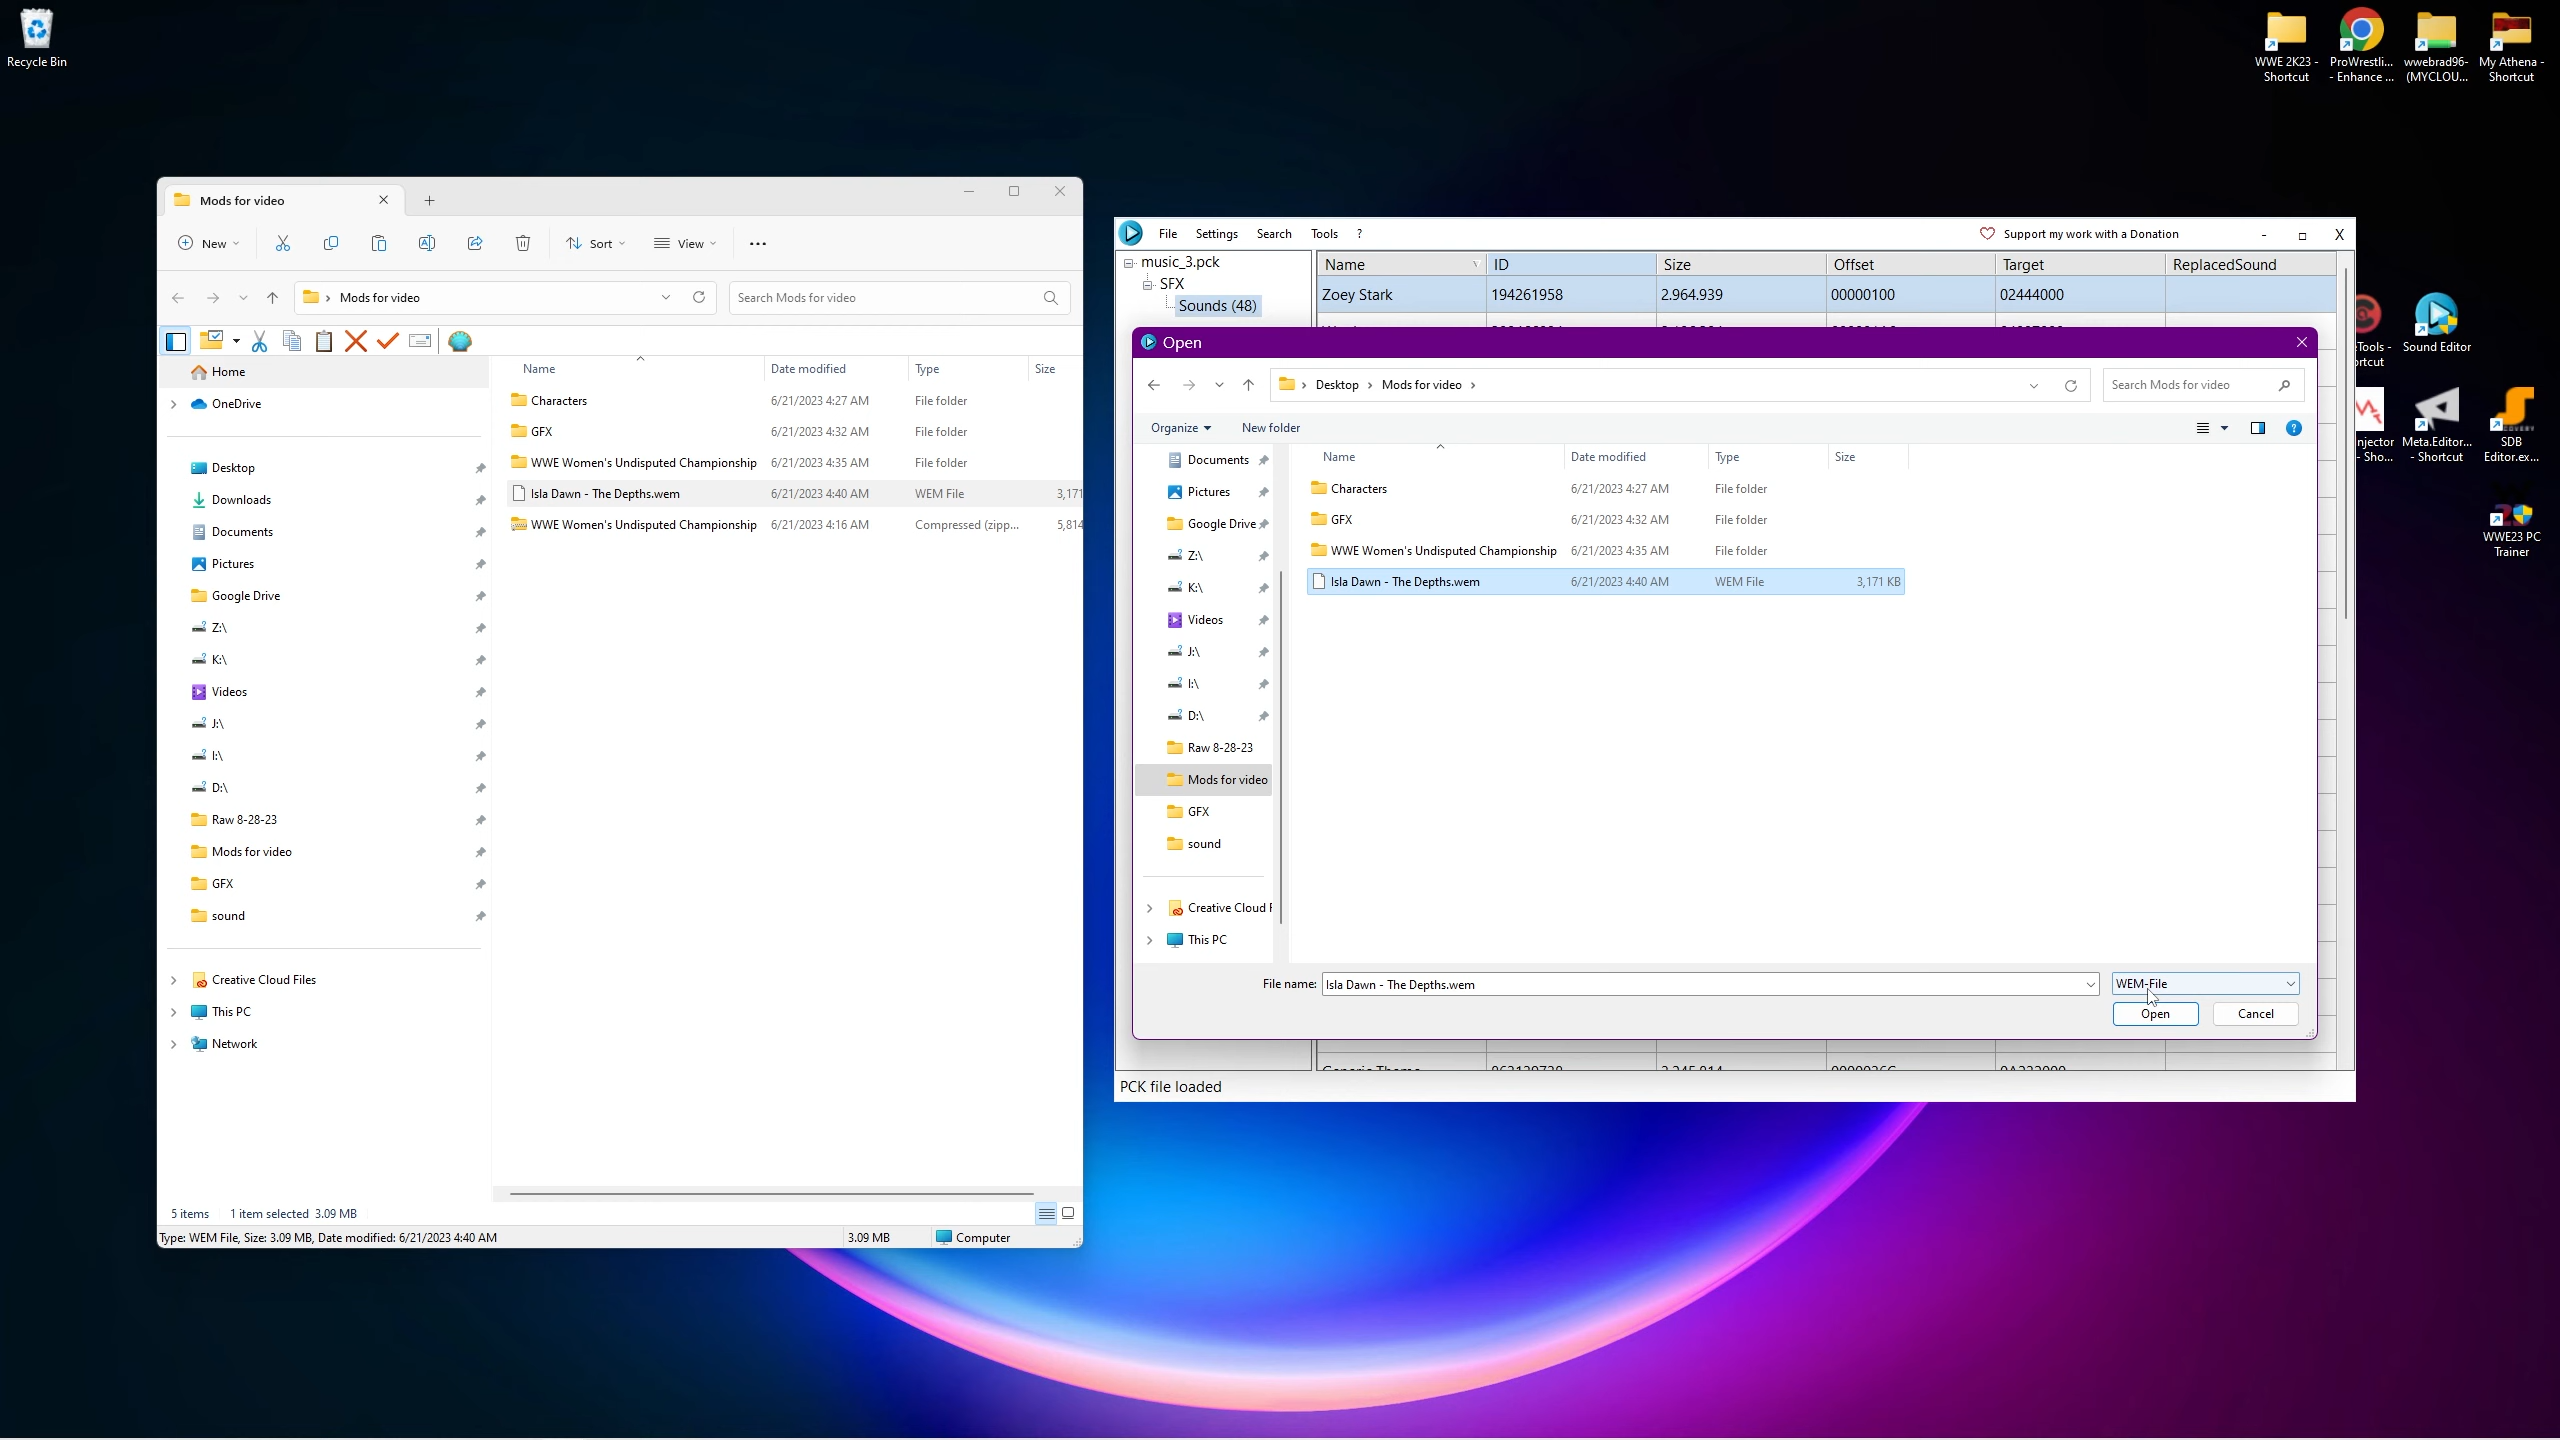 Recycle Bin
WWE 2K23 -
Shortcut
ProWrestli...
- Enhance ...
wwebrad96-
(MYCLOU...
My Athena -
Shortcut
Sound Editor
Tools -
Meta.Editor...
- Shortcut
SDB
Editor.ex...
- Sho...
WWE23 PC
Trainer
Mods for video
New
Sort
View
Mods for video
Search Mods for video
Home
OneDrive
Desktop
Downloads
Documents
Pictures
Google Drive
Z:\
K:\
Videos
J:\
I:\
D:\
Raw 8-28-23
Mods for video
GFX
sound
Creative Cloud Files
This PC
Network
Name Date modified Type Size
Characters 6/21/2023 4:27 AM File folder
GFX 6/21/2023 4:32 AM File folder
WWE Women's Undisputed Championship 6/21/2023 4:35 AM File folder
Isla Dawn - The Depths.wem 6/21/2023 4:40 AM WEM File 3,171
WWE Women's Undisputed Championship 6/21/2023 4:16 AM Compressed (zipp... 5,814
5 items 1 item selected 3.09 MB
Type: WEM File, Size: 3.09 MB, Date modified: 6/21/2023 4:40 AM 3.09 MB Computer
File Settings Search Tools ? Support my work with a Donation - X
music_3.pck
SFX
Sounds (48)
Name ID Size Offset Target ReplacedSound
Zoey Stark 194261958 2.964.939 00000100 02444000
Open
Desktop Mods for video
Search Mods for video
Organize New folder
Documents
Pictures
Google Drive
Z:\
K:\
Videos
J:\
I:\
D:\
Raw 8-28-23
Mods for video
GFX
sound
Creative Cloud F
This PC
Name Date modified Type Size
Characters 6/21/2023 4:27 AM File folder
GFX 6/21/2023 4:32 AM File folder
WWE Women's Undisputed Championship 6/21/2023 4:35 AM File folder
Isla Dawn - The Depths.wem 6/21/2023 4:40 AM WEM File 3,171 KB
File name: Isla Dawn - The Depths.wem WEM-File
Open Cancel
PCK file loaded